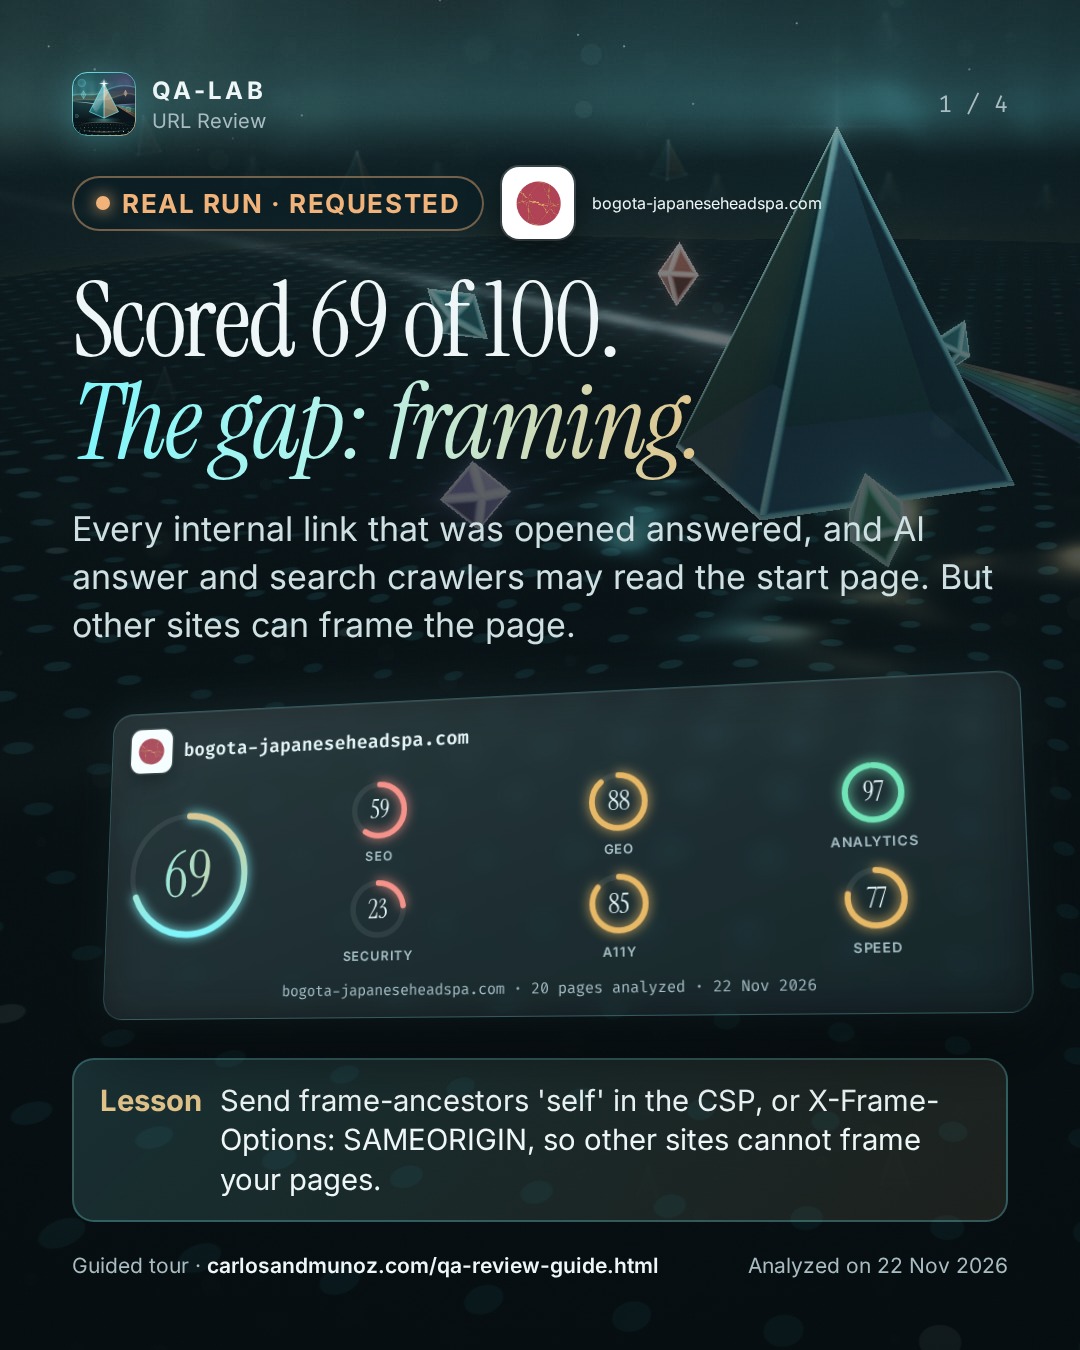 QA-LAB
URL Review
1 / 4
REAL RUN · REQUESTED
bogota-japaneseheadspa.com
Scored 69 of 100.
The gap: framing.
Every internal link that was opened answered, and AI
answer and search crawlers may read the start page. But
other sites can frame the page.
bogota-japaneseheadspa.com
69
59
SEO
88
GEO
97
ANALYTICS
23
SECURITY
85
A11Y
77
SPEED
bogota-japaneseheadspa.com · 20 pages analyzed · 22 Nov 2026
Lesson Send frame-ancestors 'self' in the CSP, or X-Frame-
Options: SAMEORIGIN, so other sites cannot frame
your pages.
Guided tour · carlosandmunoz.com/qa-review-guide.html
Analyzed on 22 Nov 2026